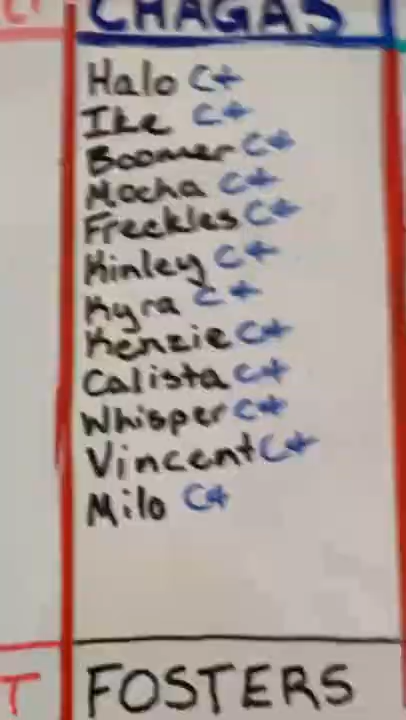 CHAGAS
Halo C+
Ike C+
Boomer C+
Mocha C+
Freckles C+
Kinley C+
Kyra C+
Kenzie C+
Calista C+
Whisper C+
Vincent C+
Milo C+
T
FOSTERS